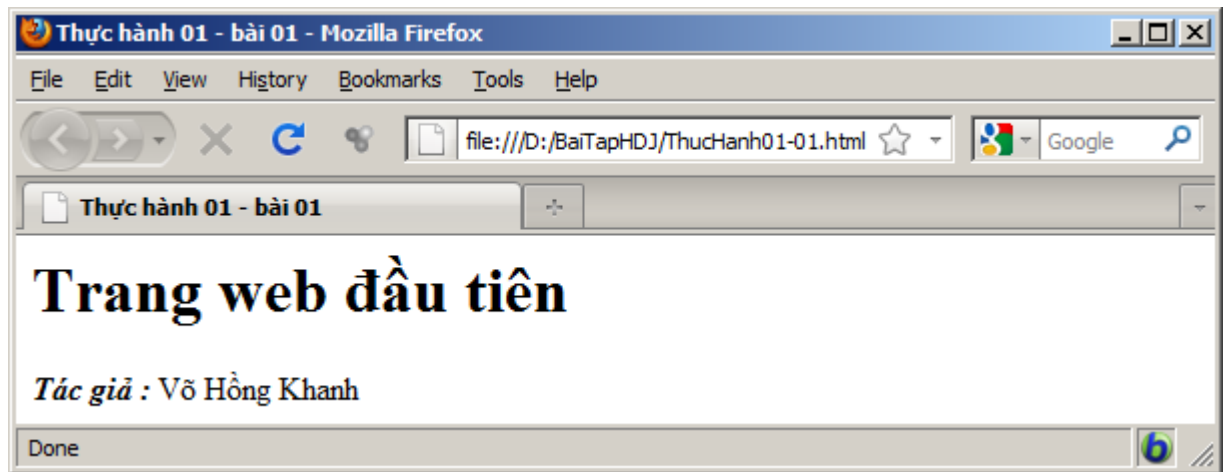 Thực hành 01 - bài 01 - Mozilla Firefox
File Edit View History Bookmarks Tools Help
file:///D:/BaiTapHDJ/ThucHanh01-01.html Google
Thực hành 01 - bài 01
Trang web đầu tiên
Tác giả : Võ Hồng Khanh
Done